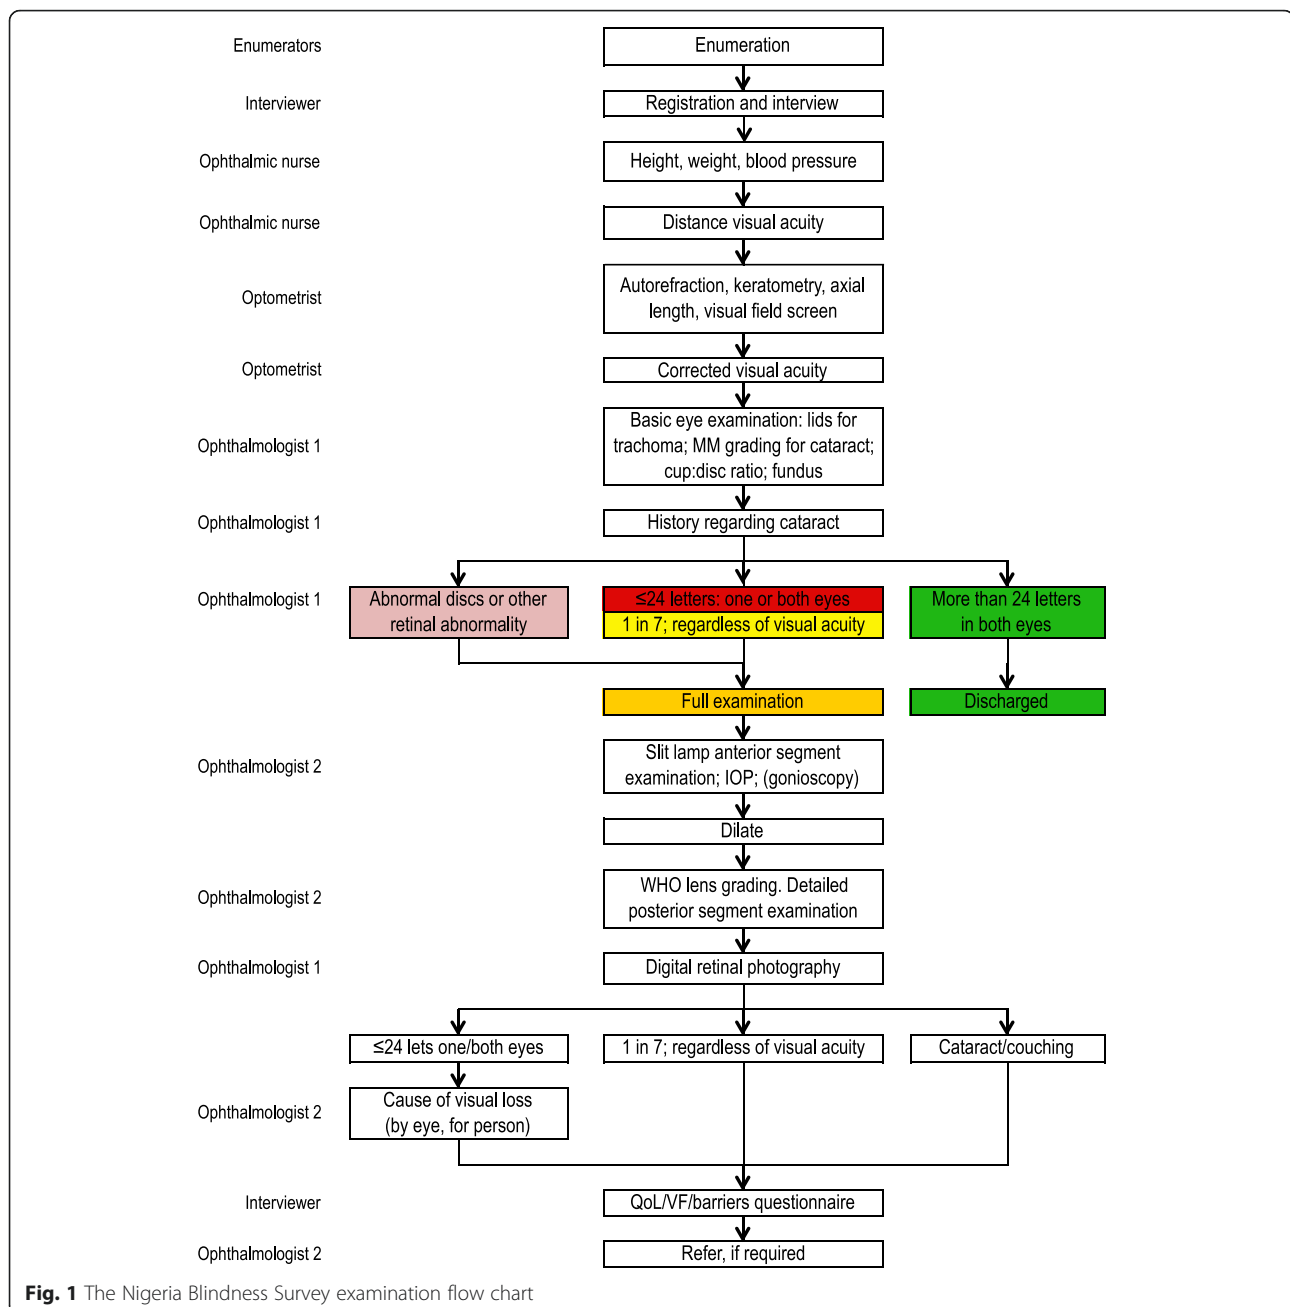 Enumerators
Enumeration
Interviewer
Registration and interview
Ophthalmic nurse
Height, weight, blood pressure
Ophthalmic nurse
Distance visual acuity
Optometrist
Autorefraction, keratometry, axial
length, visual field screen
Optometrist
Corrected visual acuity
Ophthalmologist 1
Basic eye examination: lids for
trachoma; MM grading for cataract;
cup:disc ratio; fundus
Ophthalmologist 1
History regarding cataract
Ophthalmologist 1
Abnormal discs or other
retinal abnormality
≤24 letters: one or both eyes
1 in 7; regardless of visual acuity
More than 24 letters
in both eyes
Full examination
Discharged
Ophthalmologist 2
Slit lamp anterior segment
examination; IOP; (gonioscopy)
Dilate
Ophthalmologist 2
WHO lens grading. Detailed
posterior segment examination
Ophthalmologist 1
Digital retinal photography
≤24 lets one/both eyes
1 in 7; regardless of visual acuity
Cataract/couching
Ophthalmologist 2
Cause of visual loss
(by eye, for person)
Interviewer
QoL/VF/barriers questionnaire
Ophthalmologist 2
Refer, if required
Fig. 1 The Nigeria Blindness Survey examination flow chart